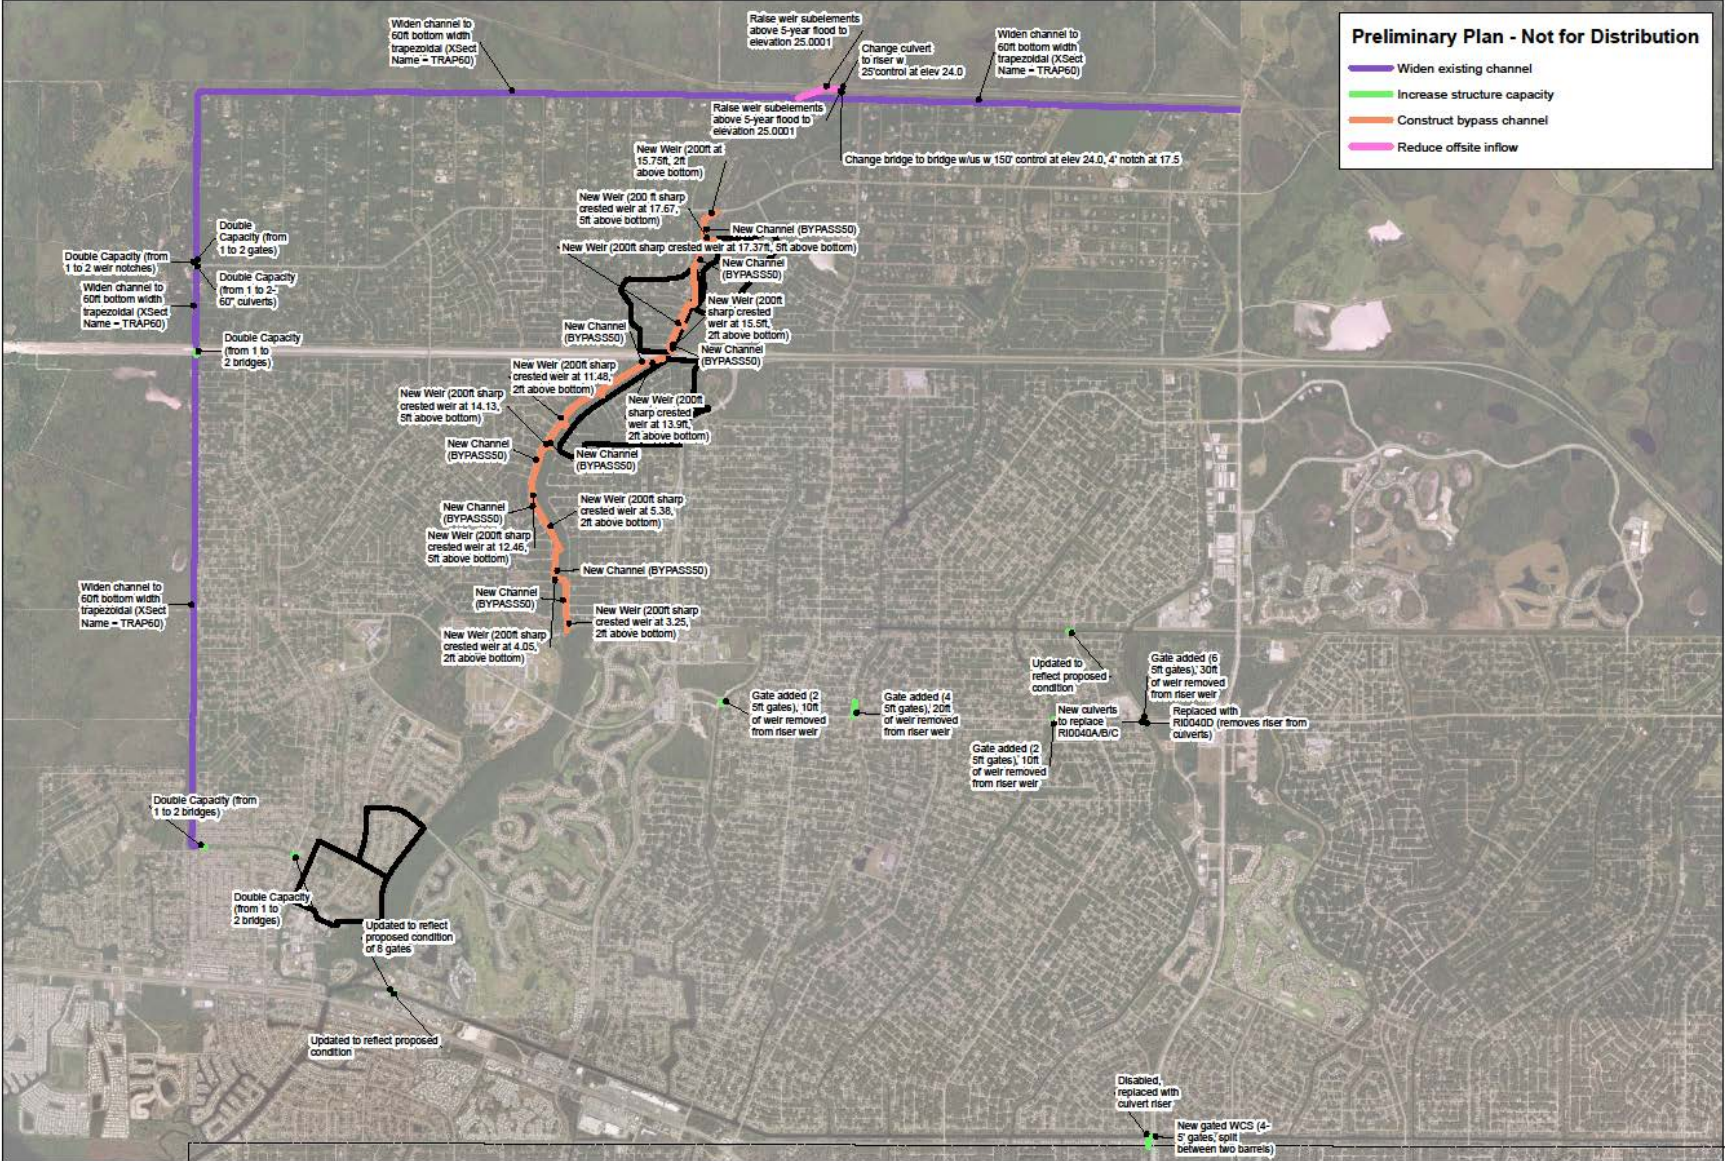 Preliminary Plan - Not for Distribution
Widen existing channel
Increase structure capacity
Construct bypass channel
Reduce offsite inflow
Widen channel to
60ft bottom width
trapezoidal (XSect
Name = TRAP60)
Raise weir subelements
above 5-year flood to
elevation 25.0001
Change culvert
to riser w
25'control at elev 24.0
Widen channel to
60ft bottom width
trapezoidal (XSect
Name = TRAP60)
Raise weir subelements
above 5-year flood to
elevation 25.0001
Change bridge to bridge w/us w 150' control at elev 24.0, 4' notch at 17.5
New Weir (200ft at
15.75ft, 2ft
above bottom)
New Weir (200 ft sharp
crested weir at 17.67,
5ft above bottom)
New Channel (BYPASS50)
New Weir (200ft sharp crested weir at 17.37ft, 5ft above bottom)
New Channel
(BYPASS50)
Double
Capacity (from
1 to 2 gates)
Double Capacity (from
1 to 2 weir notches)
Double Capacity
(from 1 to 2-
60" culverts)
Widen channel to
60ft bottom width
trapezoidal (XSect
Name = TRAP60)
Double Capacity
(from 1 to
2 bridges)
New Weir (200ft
sharp crested
weir at 15.5ft,
2ft above bottom)
New Channel
(BYPASS50)
New Channel
(BYPASS50)
New Weir (200ft sharp
crested weir at 11.48,
2ft above bottom)
New Weir (200ft sharp
crested weir at 14.13,
5ft above bottom)
New Weir (200ft
sharp crested
weir at 13.9ft,
2ft above bottom)
New Channel
(BYPASS50)
New Channel
(BYPASS50)
New Channel
(BYPASS50)
New Weir (200ft sharp
crested weir at 5.38,
2ft above bottom)
New Weir (200ft sharp
crested weir at 12.46,
5ft above bottom)
New Channel (BYPASS50)
New Channel
(BYPASS50)
New Weir (200ft sharp
crested weir at 3.25,
2ft above bottom)
New Weir (200ft sharp
crested weir at 4.05,
2ft above bottom)
Widen channel to
60ft bottom width
trapezoidal (XSect
Name = TRAP60)
Updated to
reflect proposed
condition
Gate added (6
5ft gates), 30ft
of weir removed
from riser weir
Gate added (2
5ft gates), 10ft
of weir removed
from riser weir
Gate added (4
5ft gates), 20ft
of weir removed
from riser weir
New culverts
to replace
RI0040A/B/C
Replaced with
RI0040D (removes riser from
culverts)
Gate added (2
5ft gates), 10ft
of weir removed
from riser weir
Double Capacity (from
1 to 2 bridges)
Double Capacity
(from 1 to
2 bridges)
Updated to reflect
proposed condition
of 8 gates
Updated to reflect proposed
condition
Disabled,
replaced with
culvert riser
New gated WCS (4-
5' gates, split
between two barrels)